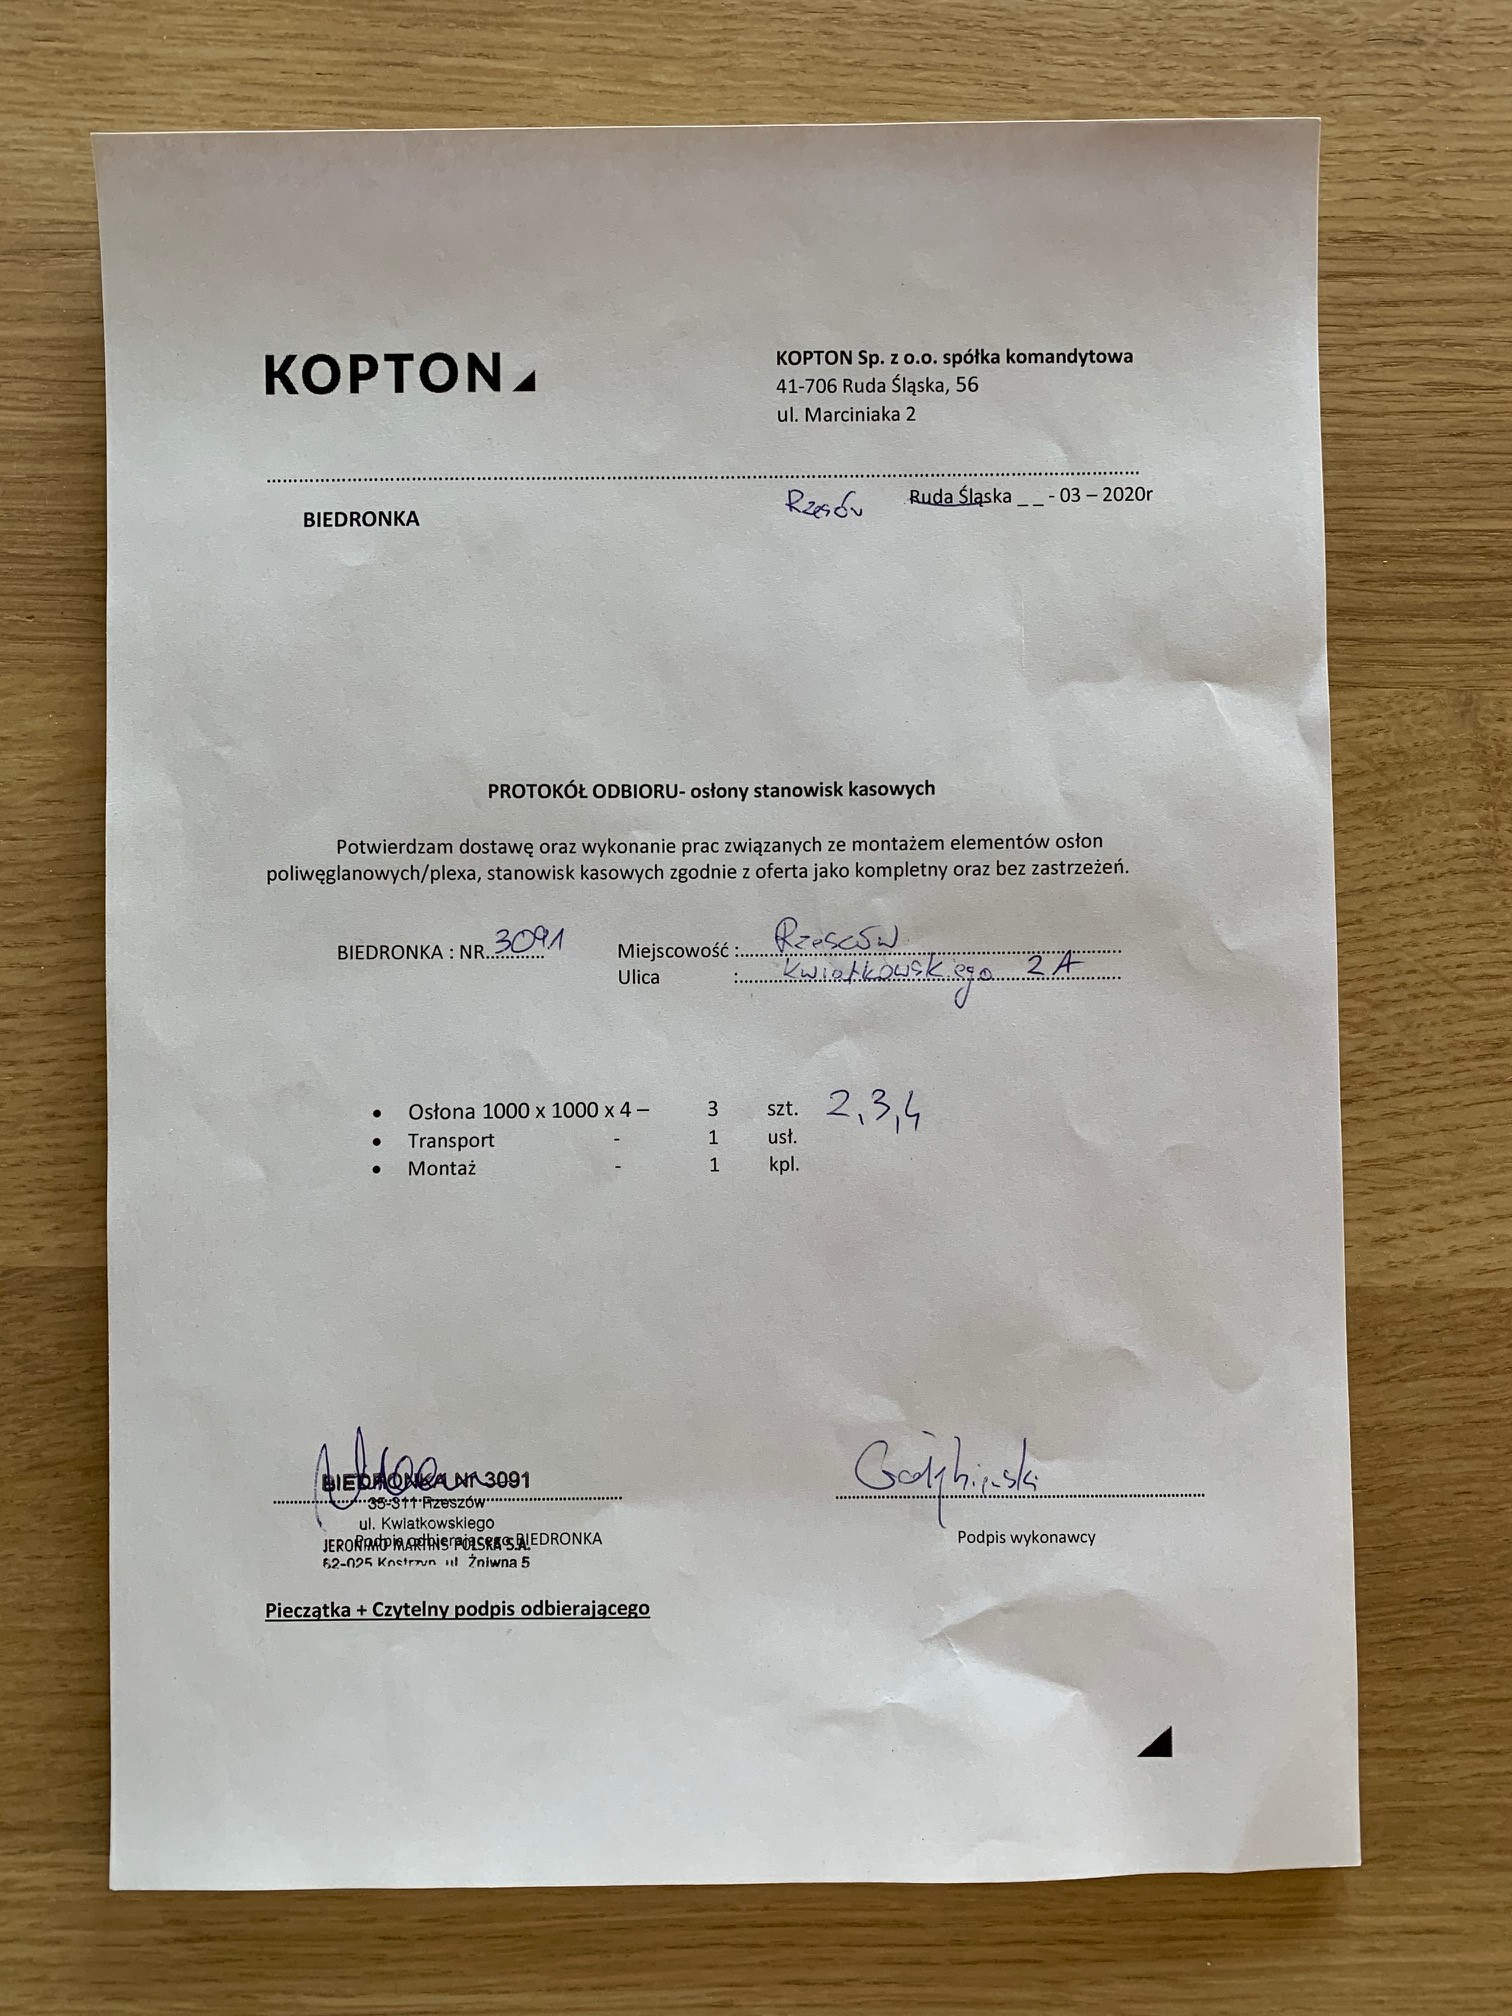 KOPTON
KOPTON Sp. z o.o. spółka komandytowa
41-706 Ruda Śląska, 56
ul. Marciniaka 2
Rzesów Ruda Śląska _ _ - 03 – 2020r
BIEDRONKA
PROTOKÓŁ ODBIORU- osłony stanowisk kasowych
Potwierdzam dostawę oraz wykonanie prac związanych ze montażem elementów osłon
poliwęglanowych/plexa, stanowisk kasowych zgodnie z oferta jako kompletny oraz bez zastrzeżeń.
BIEDRONKA : NR 3091 Miejscowość : Rzesców
Ulica : Kwiatkowskiego 2A
• Osłona 1000 x 1000 x 4 – 3 szt. 2,3,4
• Transport - 1 usł.
• Montaż - 1 kpl.
BIEDRONKA Nr 3091
35-311 Rzeszów
ul. Kwiatkowskiego
Podpis odbierającego BIEDRONKA
JERONIMO MARTINS POLSKA S.A.
62-025 Kostrzyn, ul. Żniwna 5
Podpis wykonawcy
Pieczątka + Czytelny podpis odbierającego